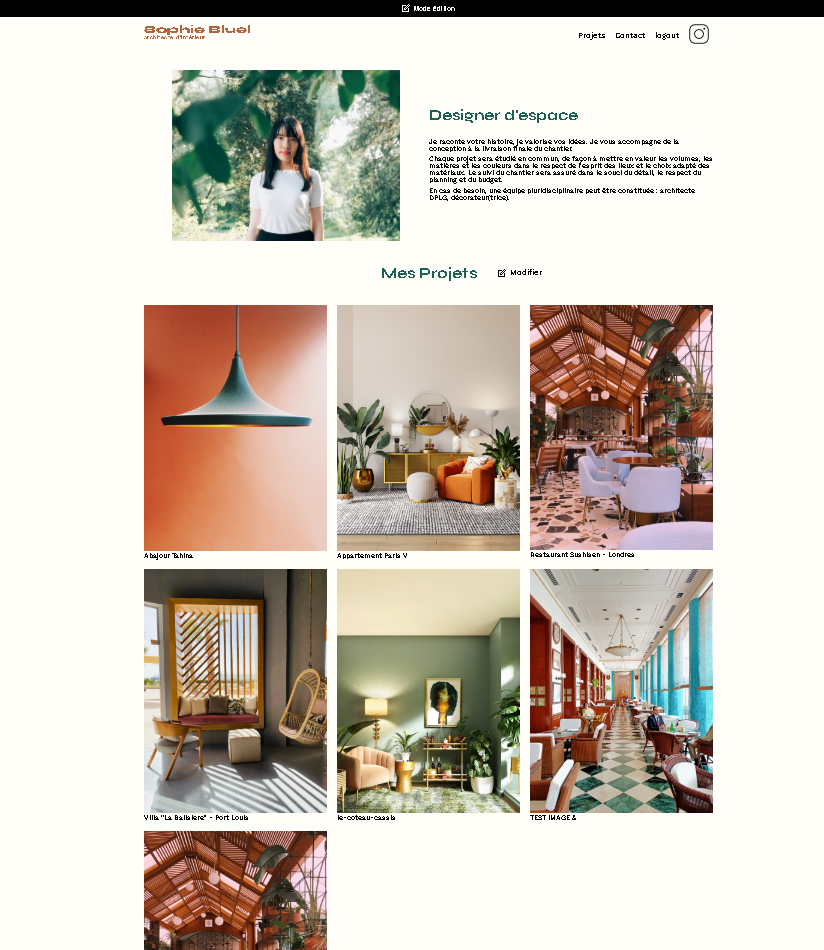 Mode édition
Sophie Bluel
architecte d'intérieur
Projets
Contact
logout
Designer d'espace
Je raconte votre histoire, je valorise vos idées. Je vous accompagne de la
conception à la livraison finale du chantier.
Chaque projet sera étudié en commun, de façon à mettre en valeur les volumes, les
matières et les couleurs dans le respect de l'esprit des lieux et le choix adapté des
matériaux. Le suivi du chantier sera assuré dans le souci du détail, le respect du
planning et du budget.
En cas de besoin, une équipe pluridisciplinaire peut être constituée : architecte
DPLG, décorateur(trice).
Mes Projets
Modifier
Abajour Tahina
Appartement Paris V
Restaurant Sushisen - Londres
Villa "La Balisiere" - Port Louis
le-coteau-cassis
TEST IMAGE &